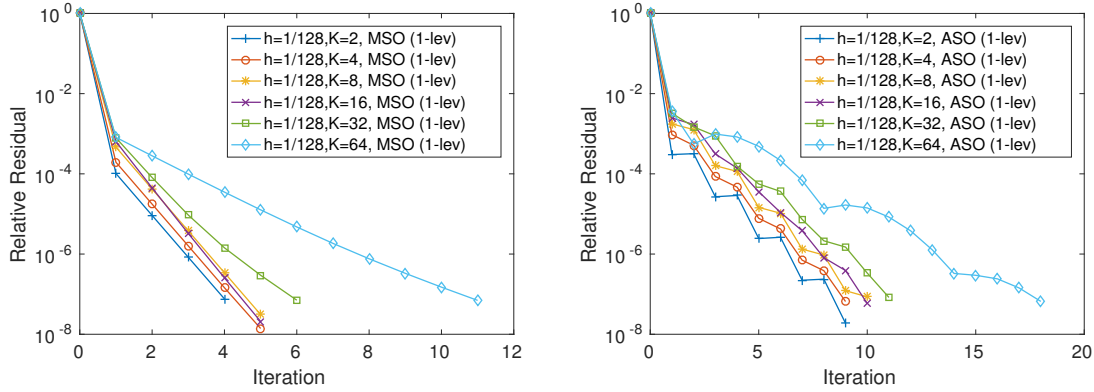 10^0
10^-2
10^-4
10^-6
10^-8
Relative Residual
0 2 4 6 8 10 12
Iteration
h=1/128,K=2, MSO (1-lev)
h=1/128,K=4, MSO (1-lev)
h=1/128,K=8, MSO (1-lev)
h=1/128,K=16, MSO (1-lev)
h=1/128,K=32, MSO (1-lev)
h=1/128,K=64, MSO (1-lev)
10^0
10^-2
10^-4
10^-6
10^-8
Relative Residual
0 5 10 15 20
Iteration
h=1/128,K=2, ASO (1-lev)
h=1/128,K=4, ASO (1-lev)
h=1/128,K=8, ASO (1-lev)
h=1/128,K=16, ASO (1-lev)
h=1/128,K=32, ASO (1-lev)
h=1/128,K=64, ASO (1-lev)